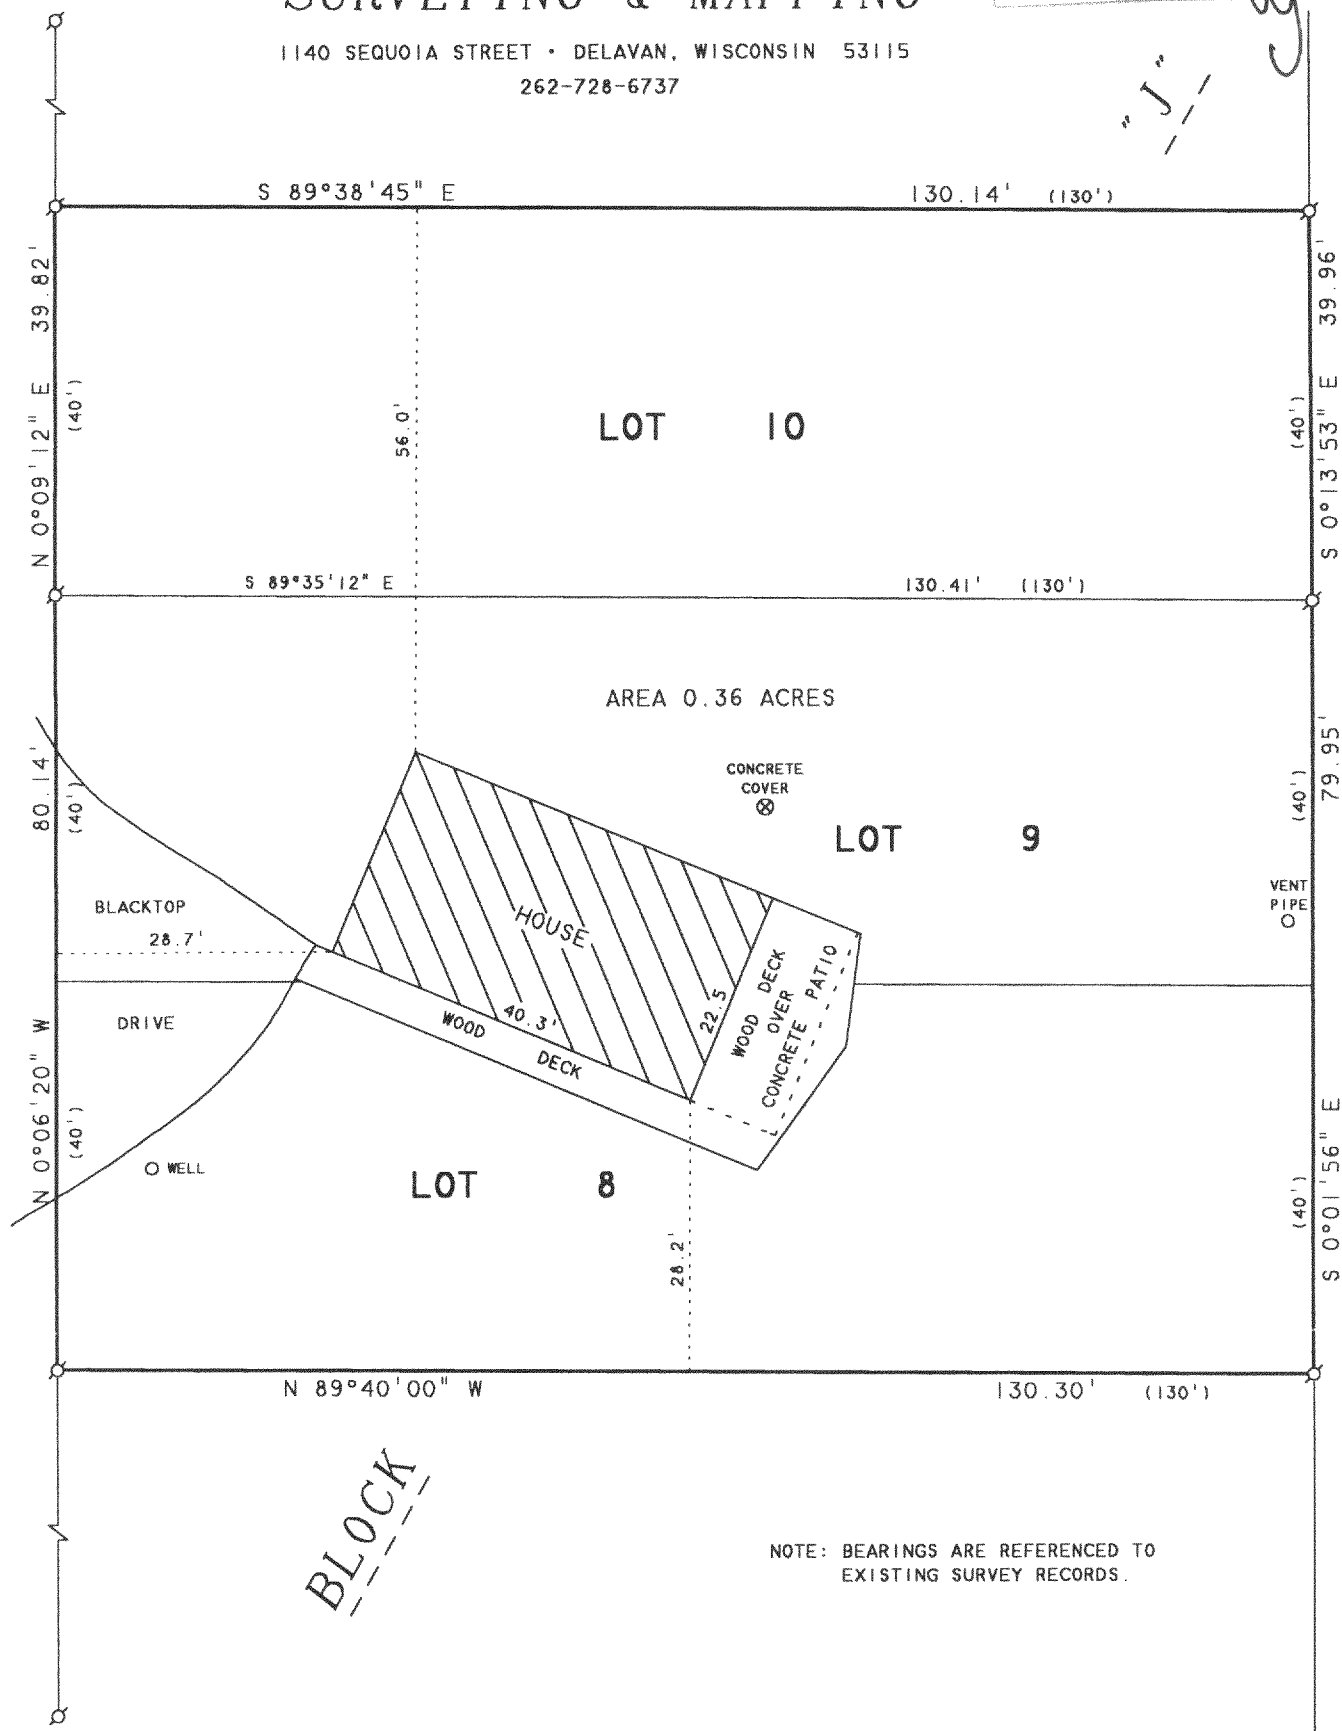 SURVEYING & MAPPING
1140 SEQUOIA STREET · DELAVAN, WISCONSIN 53115
262-728-6737
"J"
S 89°38'45" E 130.14' (130')
N 0°09'12" E 39.82'
(40')
56.0'
LOT 10
(40')
S 0°13'53" E 39.96'
S 89°35'12" E 130.41' (130')
AREA 0.36 ACRES
CONCRETE
COVER
LOT 9
VENT
PIPE
N 0°06'20" W 80.14'
(40')
(40')
BLACKTOP
28.7'
DRIVE
HOUSE
40.3'
22.5
WOOD DECK
WOOD DECK
OVER
CONCRETE PATIO
(40')
(40')
S 0°01'56" E 79.95'
WELL
LOT 8
28.2'
N 89°40'00" W 130.30' (130')
BLOCK
NOTE: BEARINGS ARE REFERENCED TO
EXISTING SURVEY RECORDS.